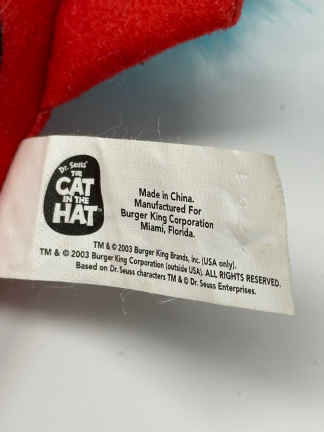 Dr. Seuss'
THE
CAT
IN THE
HAT
Made in China.
Manufactured For
Burger King Corporation
Miami, Florida.
TM & © 2003 Burger King Brands, Inc. (USA only).
TM & © 2003 Burger King Corporation (outside USA). ALL RIGHTS RESERVED.
Based on Dr. Seuss characters TM & © Dr. Seuss Enterprises.